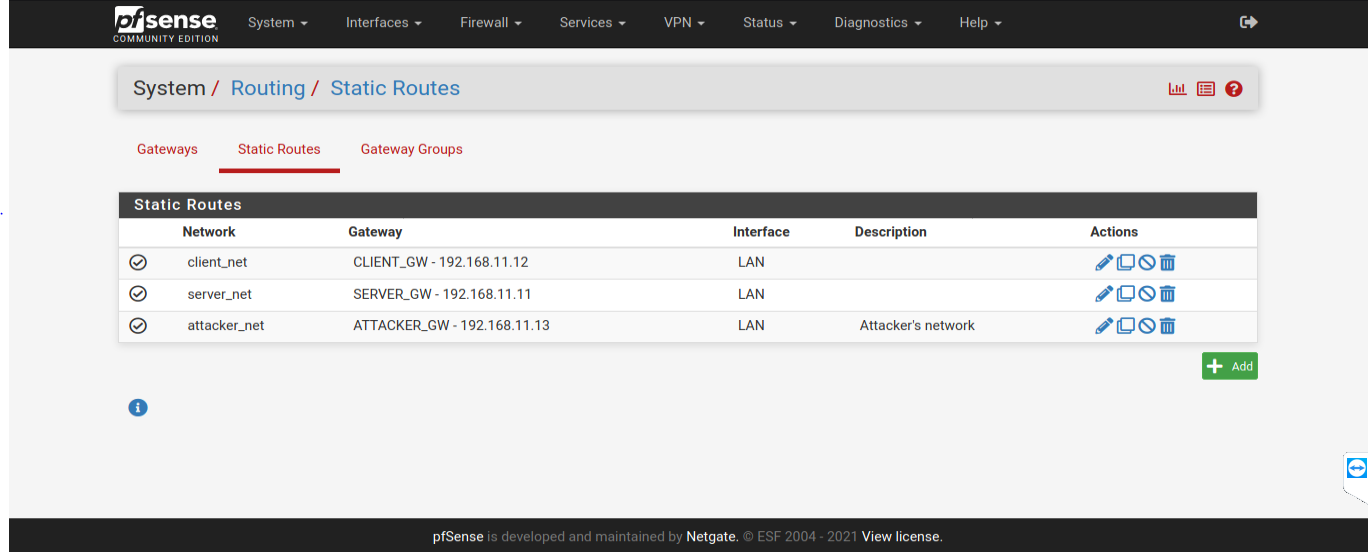 pfsense System Interfaces Firewall Services VPN Status Diagnostics Help
COMMUNITY EDITION
System / Routing / Static Routes
Gateways Static Routes Gateway Groups
Static Routes
Network Gateway Interface Description Actions
client_net CLIENT_GW - 192.168.11.12 LAN
server_net SERVER_GW - 192.168.11.11 LAN
attacker_net ATTACKER_GW - 192.168.11.13 LAN Attacker's network
Add
pfSense is developed and maintained by Netgate. © ESF 2004 - 2021 View license.